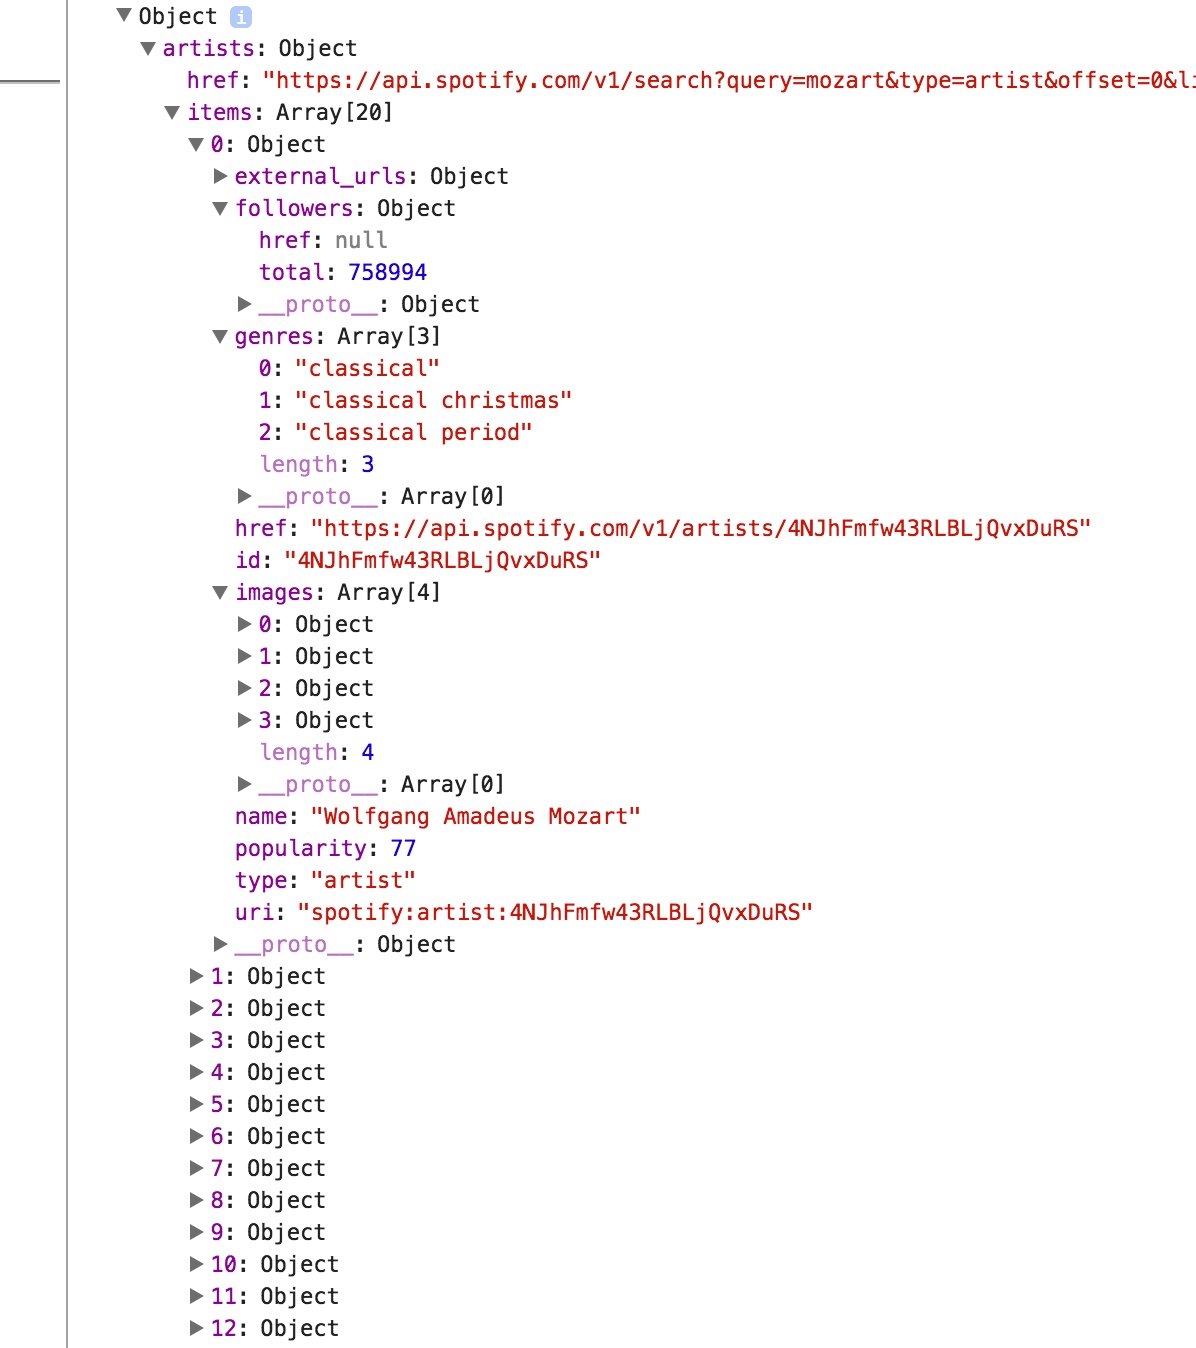 ▼ Object i
▼ artists: Object
href: "https://api.spotify.com/v1/search?query=mozart&type=artist&offset=0&li
▼ items: Array[20]
▼ 0: Object
▶ external_urls: Object
▼ followers: Object
href: null
total: 758994
▶ __proto__: Object
▼ genres: Array[3]
0: "classical"
1: "classical christmas"
2: "classical period"
length: 3
▶ __proto__: Array[0]
href: "https://api.spotify.com/v1/artists/4NJhFmfw43RLBLjQvxDuRS"
id: "4NJhFmfw43RLBLjQvxDuRS"
▼ images: Array[4]
▶ 0: Object
▶ 1: Object
▶ 2: Object
▶ 3: Object
length: 4
▶ __proto__: Array[0]
name: "Wolfgang Amadeus Mozart"
popularity: 77
type: "artist"
uri: "spotify:artist:4NJhFmfw43RLBLjQvxDuRS"
▶ __proto__: Object
▶ 1: Object
▶ 2: Object
▶ 3: Object
▶ 4: Object
▶ 5: Object
▶ 6: Object
▶ 7: Object
▶ 8: Object
▶ 9: Object
▶ 10: Object
▶ 11: Object
▶ 12: Object